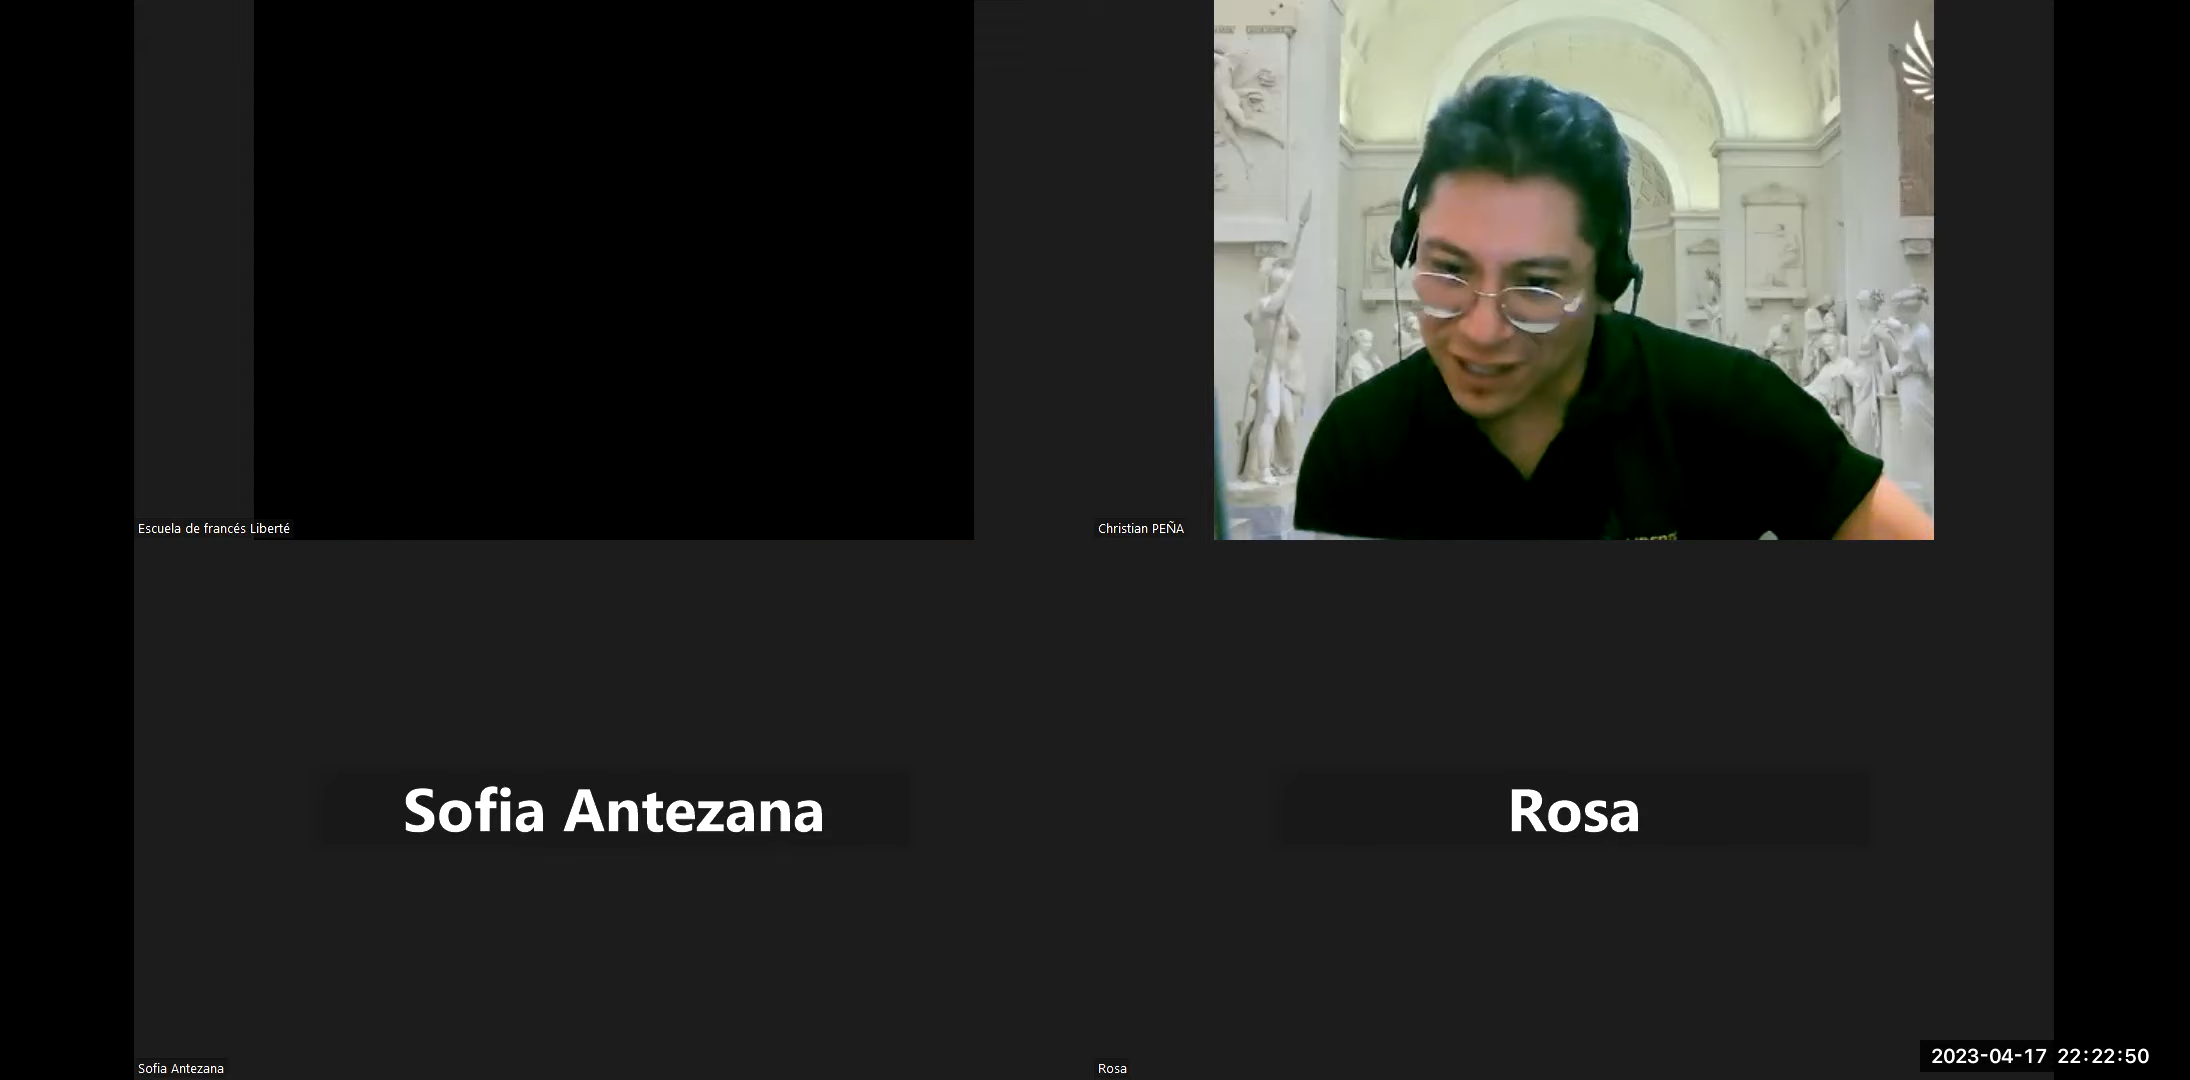 Escuela de francés Liberté
Christian PEÑA
Sofia Antezana
Rosa
Sofia Antezana
Rosa
2023-04-17 22:22:50